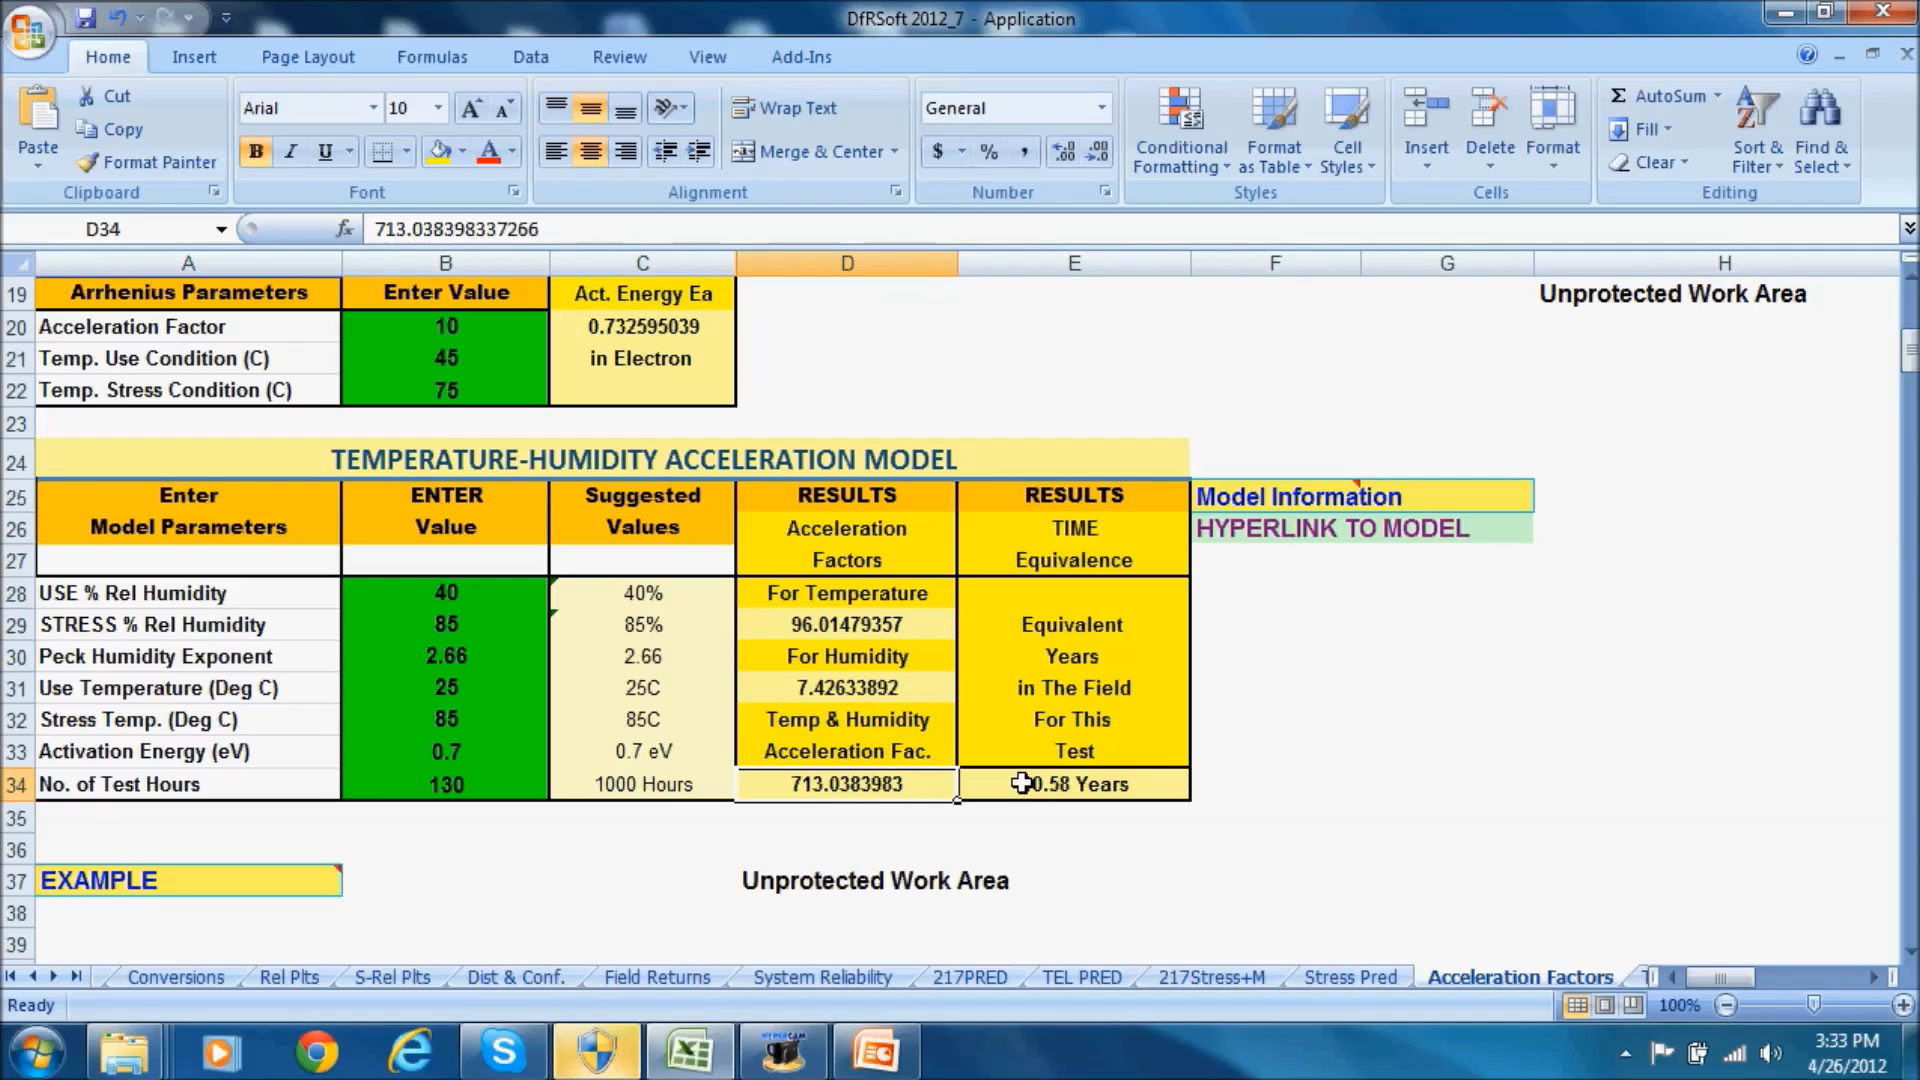 DfRSoft 2012_7 - Application
Home Insert Page Layout Formulas Data Review View Add-Ins
Paste
Cut
Copy
Format Painter
Clipboard
Arial 10
B I U
Font
Wrap Text
Merge & Center
Alignment
General
$ % ,
Number
Conditional Formatting
Format as Table
Cell Styles
Styles
Insert Delete Format
Cells
Σ AutoSum
Fill
Clear
Sort & Filter
Find & Select
Editing
D34 fx 713.038398337266
A B C D E F G H
19 Arrhenius Parameters Enter Value Act. Energy Ea Unprotected Work Area
20 Acceleration Factor 10 0.732595039
21 Temp. Use Condition (C) 45 in Electron
22 Temp. Stress Condition (C) 75
23
24 TEMPERATURE-HUMIDITY ACCELERATION MODEL
25 Enter ENTER Suggested RESULTS RESULTS Model Information
26 Model Parameters Value Values Acceleration TIME HYPERLINK TO MODEL
27 Factors Equivalence
28 USE % Rel Humidity 40 40% For Temperature
29 STRESS % Rel Humidity 85 85% 96.01479357 Equivalent
30 Peck Humidity Exponent 2.66 2.66 For Humidity Years
31 Use Temperature (Deg C) 25 25C 7.42633892 in The Field
32 Stress Temp. (Deg C) 85 85C Temp & Humidity For This
33 Activation Energy (eV) 0.7 0.7 eV Acceleration Fac. Test
34 No. of Test Hours 130 1000 Hours 713.0383983 0.58 Years
35
36
37 EXAMPLE Unprotected Work Area
38
39
Conversions Rel Plts S-Rel Plts Dist & Conf. Field Returns System Reliability 217PRED TEL PRED 217Stress+M Stress Pred Acceleration Factors
Ready 100%
HYPERCAM
3:33 PM
4/26/2012